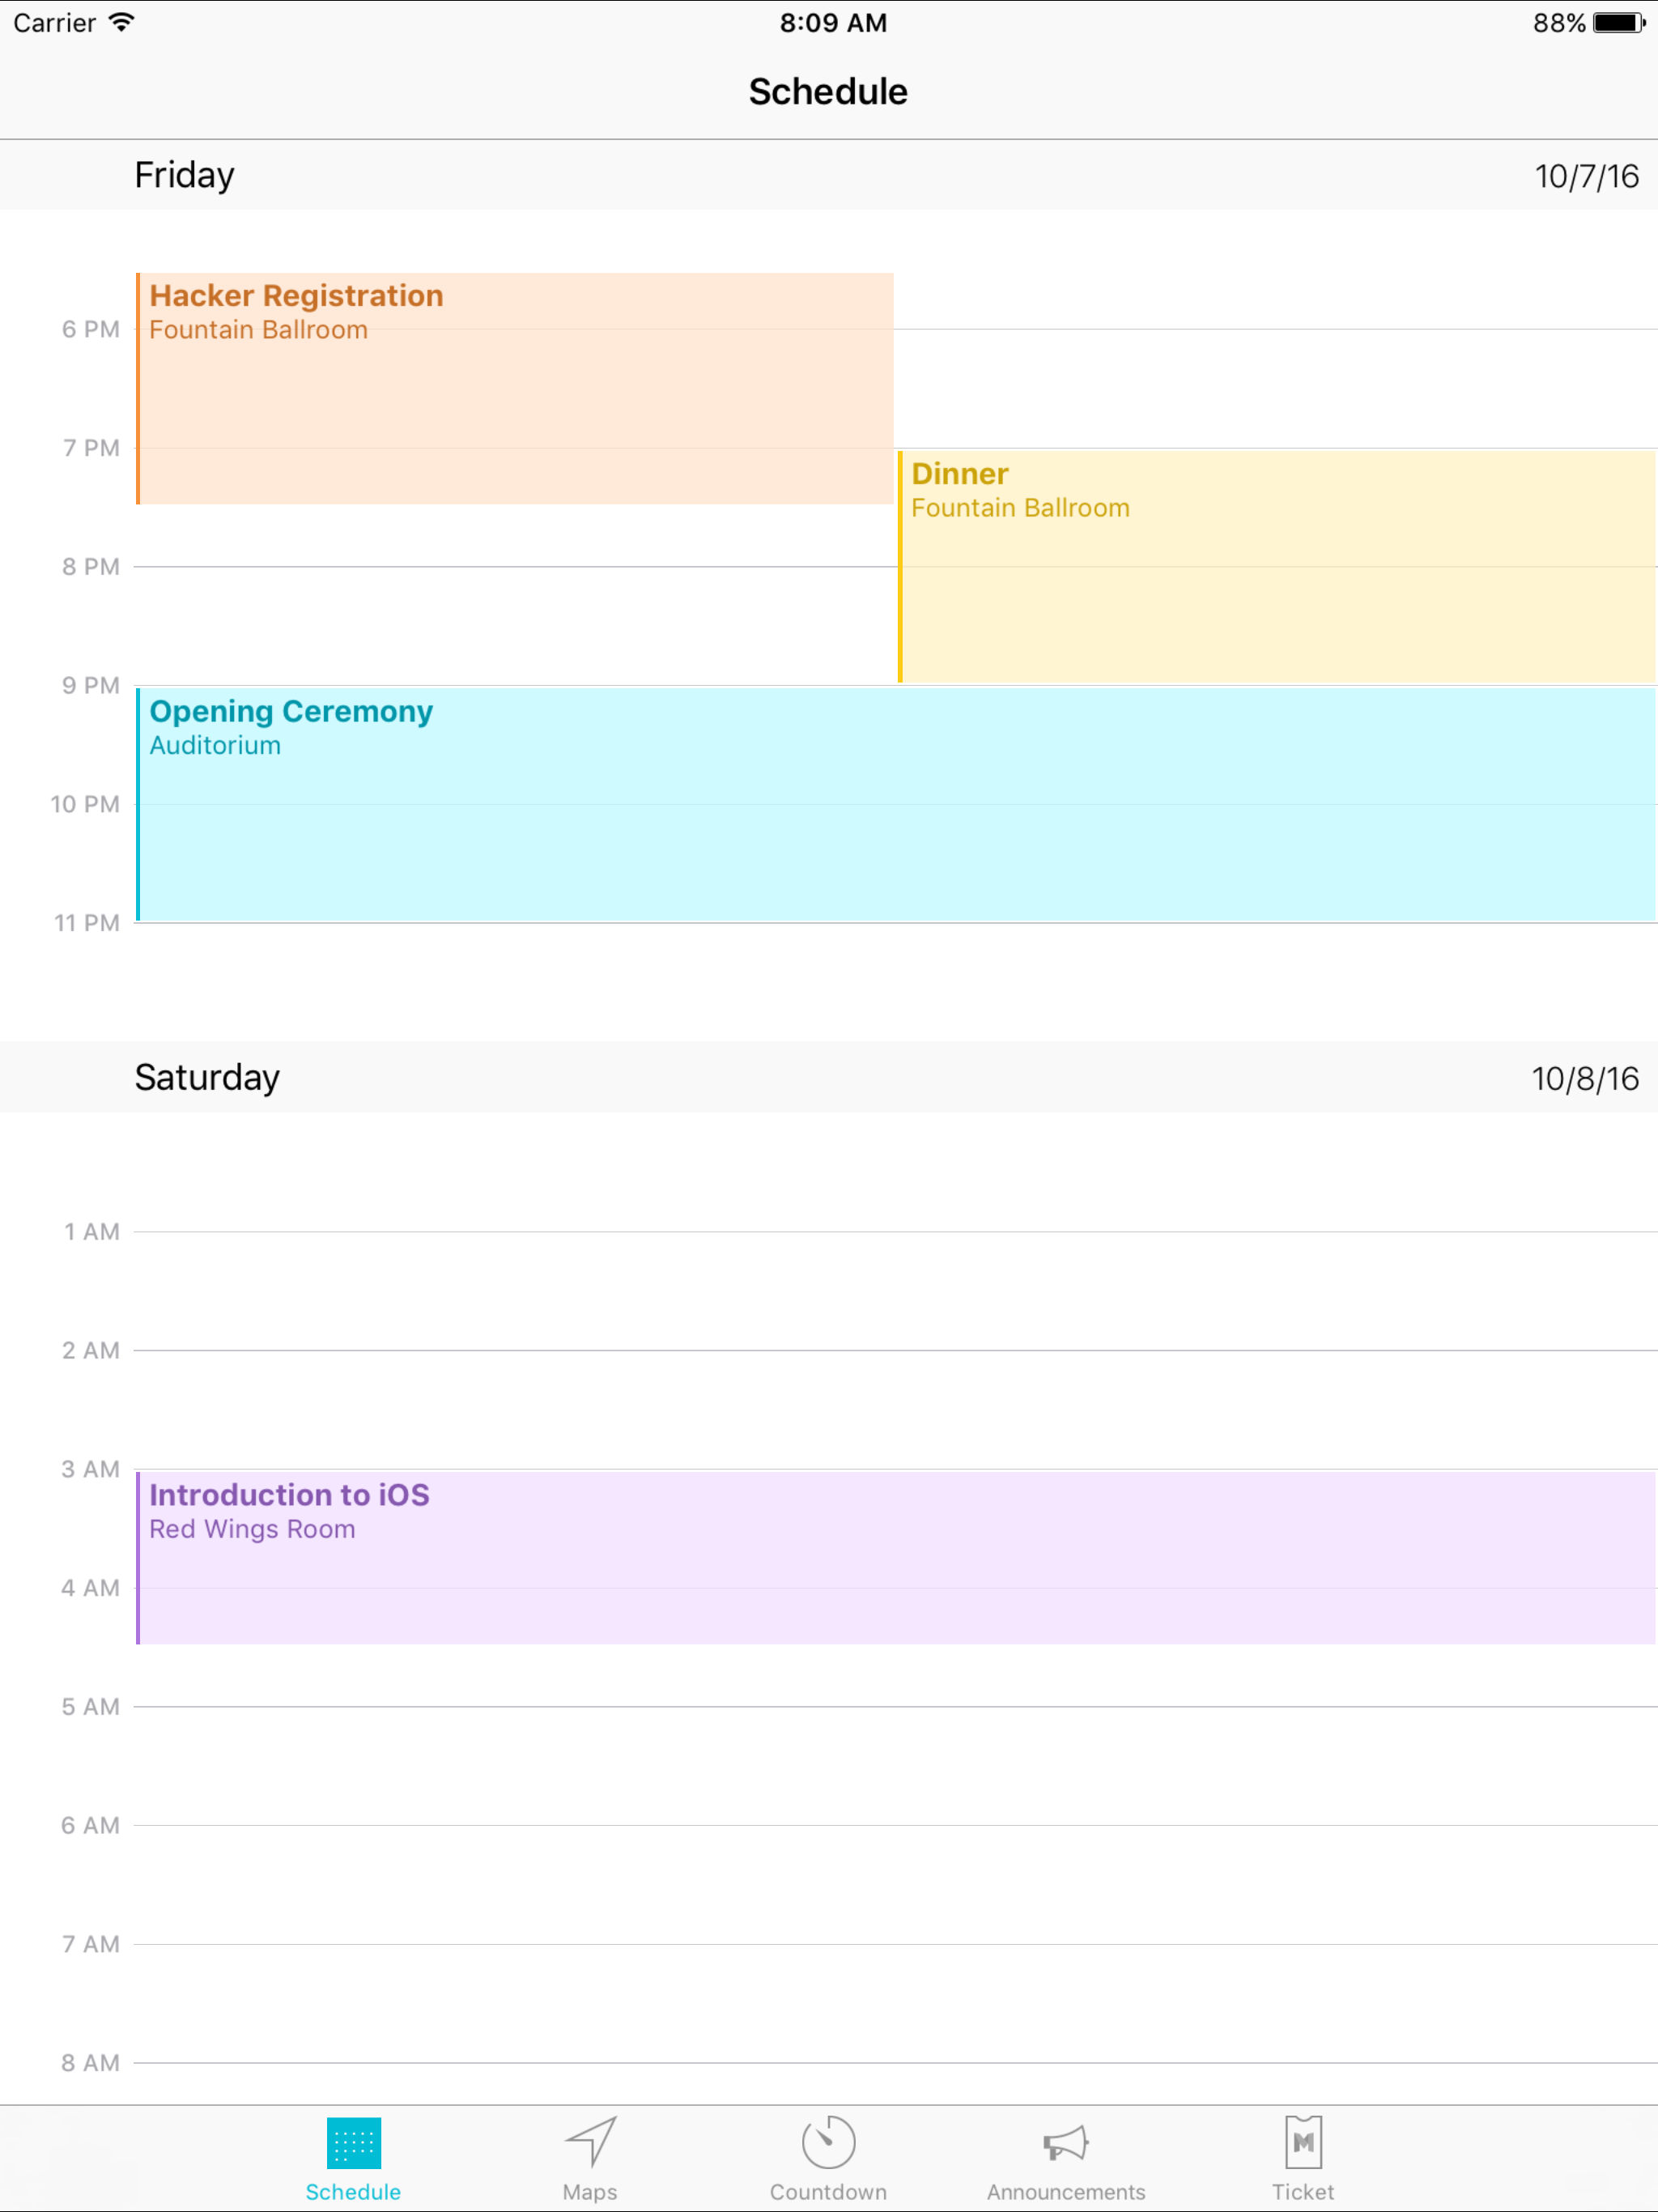 Carrier 8:09 AM 88%
Schedule
Friday 10/7/16
Hacker Registration
6 PM Fountain Ballroom
7 PM
Dinner
Fountain Ballroom
8 PM
9 PM
Opening Ceremony
Auditorium
10 PM
11 PM
Saturday 10/8/16
1 AM
2 AM
3 AM
Introduction to iOS
Red Wings Room
4 AM
5 AM
6 AM
7 AM
8 AM
M
Schedule Maps Countdown Announcements Ticket